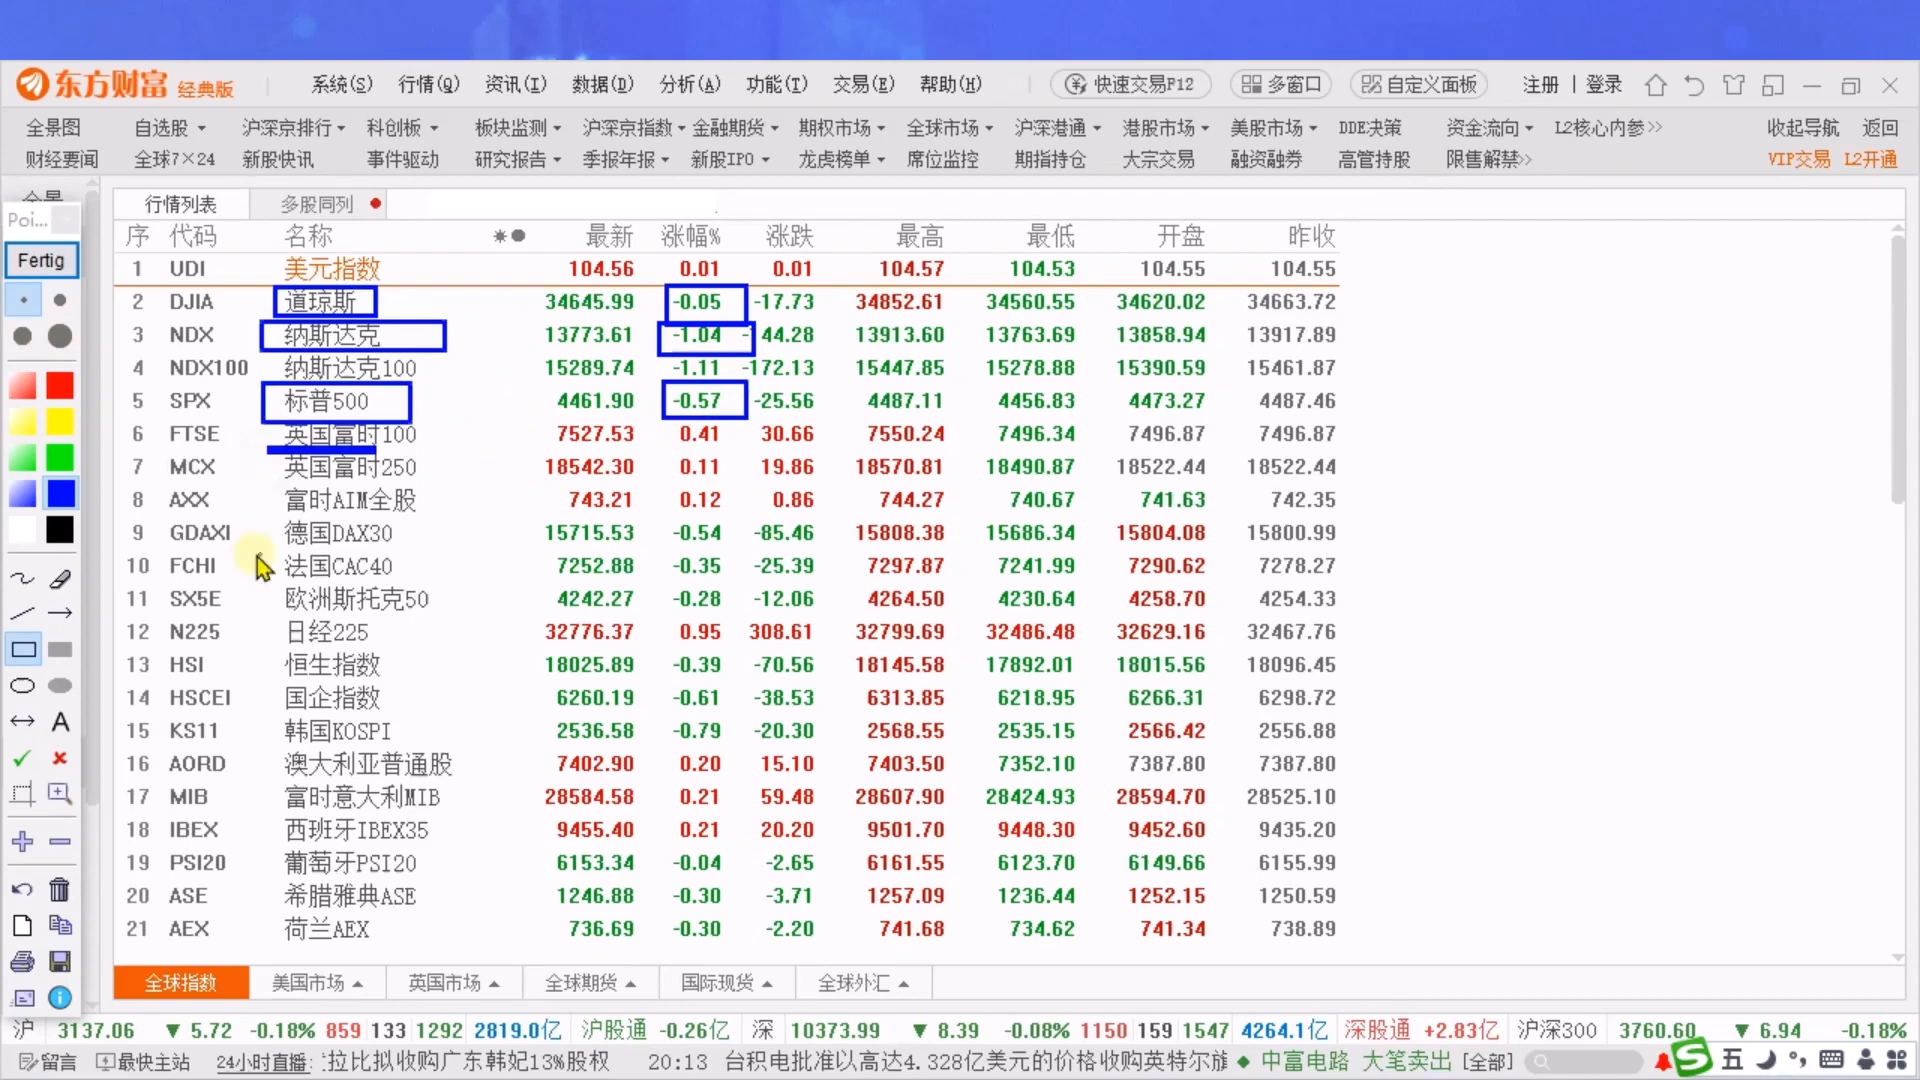 东方财富 经典版 系统(S) 行情(Q) 资讯(I) 数据(D) 分析(A) 功能(T) 交易(E) 帮助(H) 快速交易F12 多窗口 自定义面板 注册 | 登录
全景图 自选股 沪深京排行 科创板 板块监测 沪深京指数 金融期货 期权市场 全球市场 沪深港通 港股市场 美股市场 DDE决策 资金流向 L2核心内参>> 收起导航 返回
财经要闻 全球7×24 新股快讯 事件驱动 研究报告 季报年报 新股IPO 龙虎榜单 席位监控 期指持仓 大宗交易 融资融券 高管持股 限售解禁>> VIP交易 L2开通
Poi... 行情列表 多股同列
序 代码 名称 最新 涨幅% 涨跌 最高 最低 开盘 昨收
Fertig
1 UDI 美元指数 104.56 0.01 0.01 104.57 104.53 104.55 104.55
2 DJIA 道琼斯 34645.99 -0.05 -17.73 34852.61 34560.55 34620.02 34663.72
3 NDX 纳斯达克 13773.61 -1.04 -144.28 13913.60 13763.69 13858.94 13917.89
4 NDX100 纳斯达克100 15289.74 -1.11 -172.13 15447.85 15278.88 15390.59 15461.87
5 SPX 标普500 4461.90 -0.57 -25.56 4487.11 4456.83 4473.27 4487.46
6 FTSE 英国富时100 7527.53 0.41 30.66 7550.24 7496.34 7496.87 7496.87
7 MCX 英国富时250 18542.30 0.11 19.86 18570.81 18490.87 18522.44 18522.44
8 AXX 富时AIM全股 743.21 0.12 0.86 744.27 740.67 741.63 742.35
9 GDAXI 德国DAX30 15715.53 -0.54 -85.46 15808.38 15686.34 15804.08 15800.99
10 FCHI 法国CAC40 7252.88 -0.35 -25.39 7297.87 7241.99 7290.62 7278.27
11 SX5E 欧洲斯托克50 4242.27 -0.28 -12.06 4264.50 4230.64 4258.70 4254.33
12 N225 日经225 32776.37 0.95 308.61 32799.69 32486.48 32629.16 32467.76
13 HSI 恒生指数 18025.89 -0.39 -70.56 18145.58 17892.01 18015.56 18096.45
14 HSCEI 国企指数 6260.19 -0.61 -38.53 6313.85 6218.95 6266.31 6298.72
15 KS11 韩国KOSPI 2536.58 -0.79 -20.30 2568.55 2535.15 2566.42 2556.88
16 AORD 澳大利亚普通股 7402.90 0.20 15.10 7403.50 7352.10 7387.80 7387.80
17 MIB 富时意大利MIB 28584.58 0.21 59.48 28607.90 28424.93 28594.70 28525.10
18 IBEX 西班牙IBEX35 9455.40 0.21 20.20 9501.70 9448.30 9452.60 9435.20
19 PSI20 葡萄牙PSI20 6153.34 -0.04 -2.65 6161.55 6123.70 6149.66 6155.99
20 ASE 希腊雅典ASE 1246.88 -0.30 -3.71 1257.09 1236.44 1252.15 1250.59
21 AEX 荷兰AEX 736.69 -0.30 -2.20 741.68 734.62 741.34 738.89
全球指数 美国市场 英国市场 全球期货 国际现货 全球外汇
沪 3137.06 ▼ 5.72 -0.18% 859 133 1292 2819.0亿 沪股通 -0.26亿 深 10373.99 ▼ 8.39 -0.08% 1150 159 1547 4264.1亿 深股通 +2.83亿 沪深300 3760.60 ▼ 6.94 -0.18%
留言 最快主站 24小时直播: 拉比拟收购广东韩妃13%股权 20:13 台积电批准以高达4.328亿美元的价格收购英特尔旗 ◆ 中富电路 大笔卖出 [全部] 五